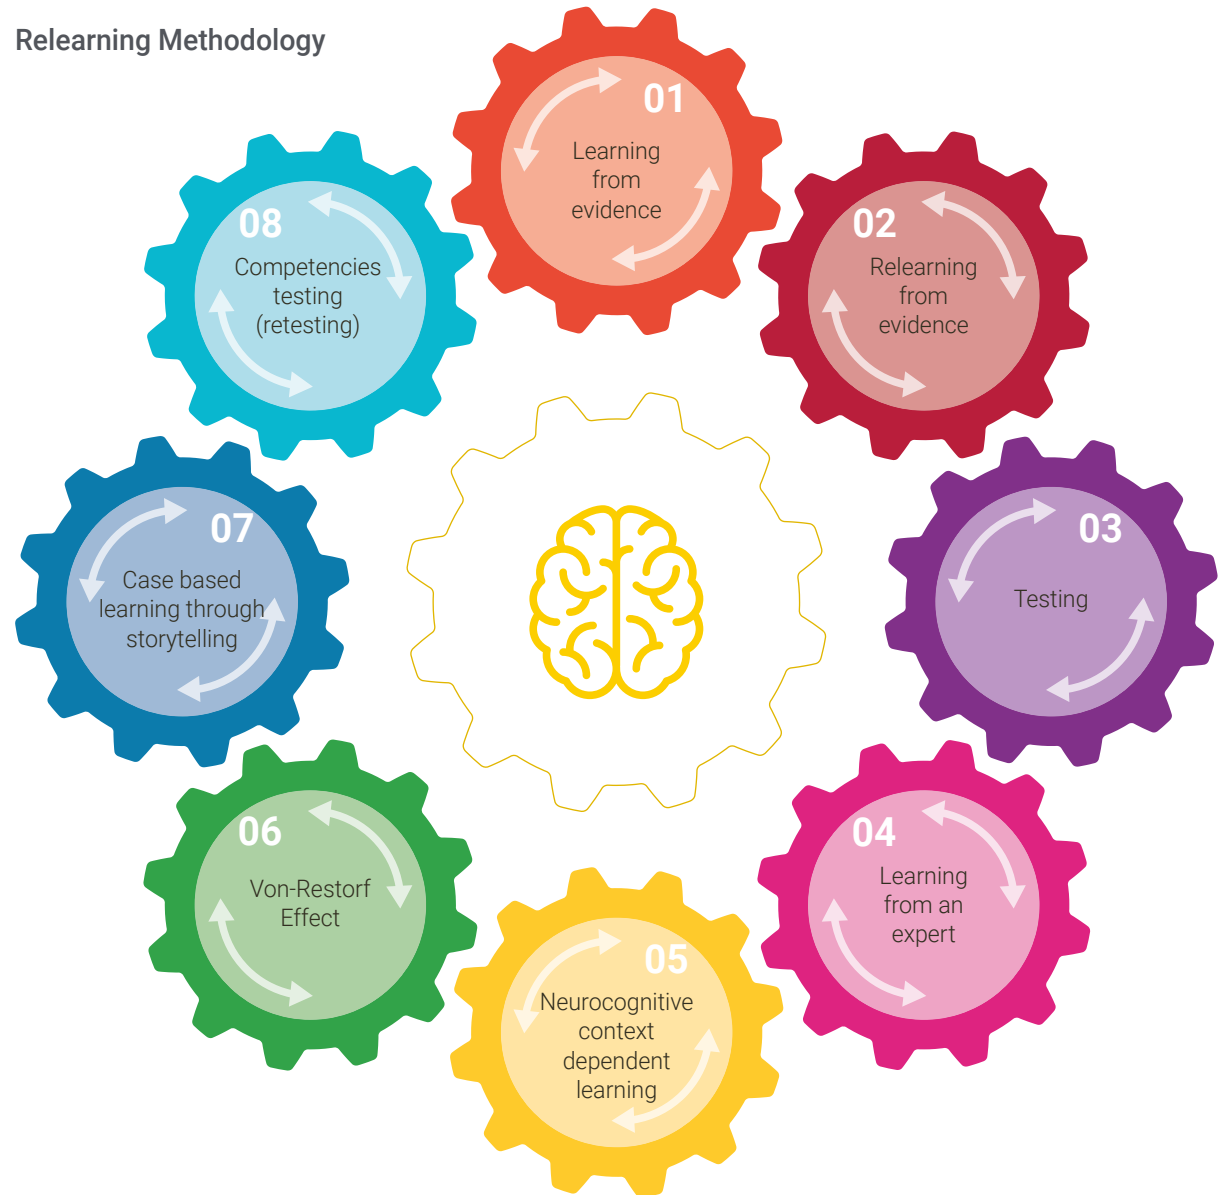 Relearning Methodology
01
Learning
from
evidence
02
Relearning
from
evidence
03
Testing
04
Learning
from an
expert
05
Neurocognitive
context
dependent
learning
06
Von-Restorf
Effect
07
Case based
learning through
storytelling
08
Competencies
testing
(retesting)